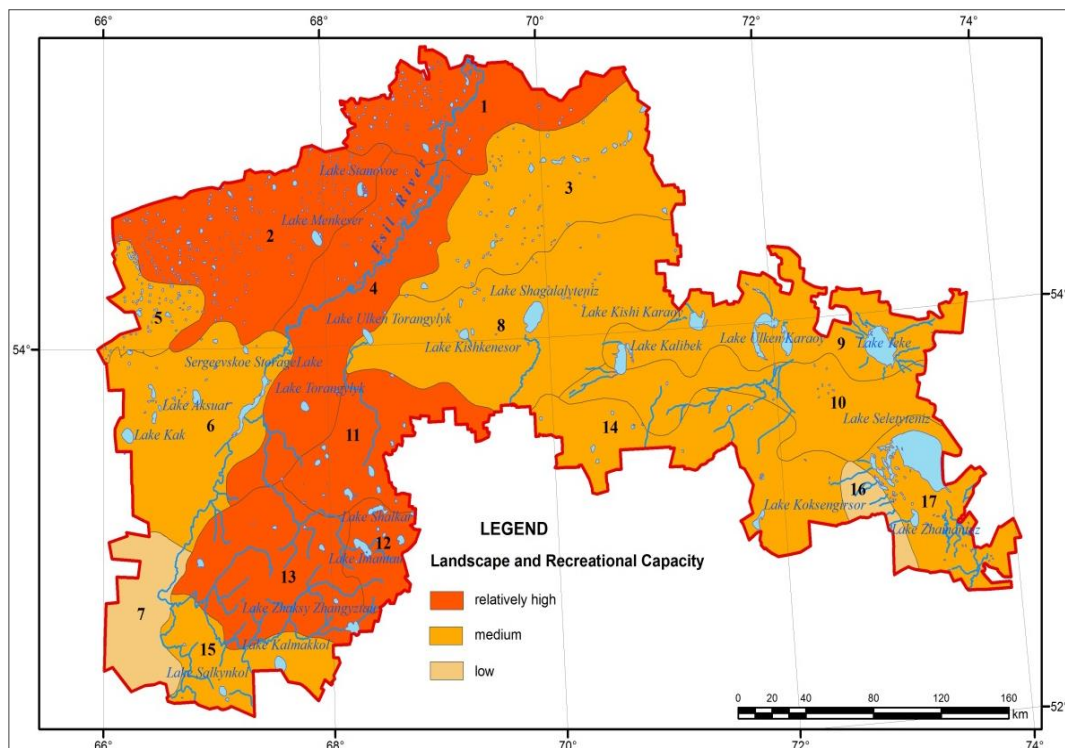 66° 68° 70° 72° 74°
1
Lake Stanovoe
3
Esil River
Lake Menkeser
2
4
54°
Lake Shagalalyteniz
5
Lake Ulken Torangylyk
8
Lake Kishi Karaoy
Lake Ulken Karaoy
9
Lake Teke
54°
Lake Kishkenesor
Lake Kalibek
Sergeevskoe Storage Lake
Lake Torangylyk
Lake Aksuat
6
Lake Kak
10
Lake Seletyteniz
11
14
16
17
Lake Koksengirsor
Lake Zhamantuz
Lake Shalkar
12
Lake Imantau
13
7
Lake Zhaksy Zhangyztau
Lake Kalmakkol
15
Lake Salkynkol
LEGEND
Landscape and Recreational Capacity
relatively high
medium
low
0 20 40 80 120 160
km
52°
66° 68° 70° 72° 74°